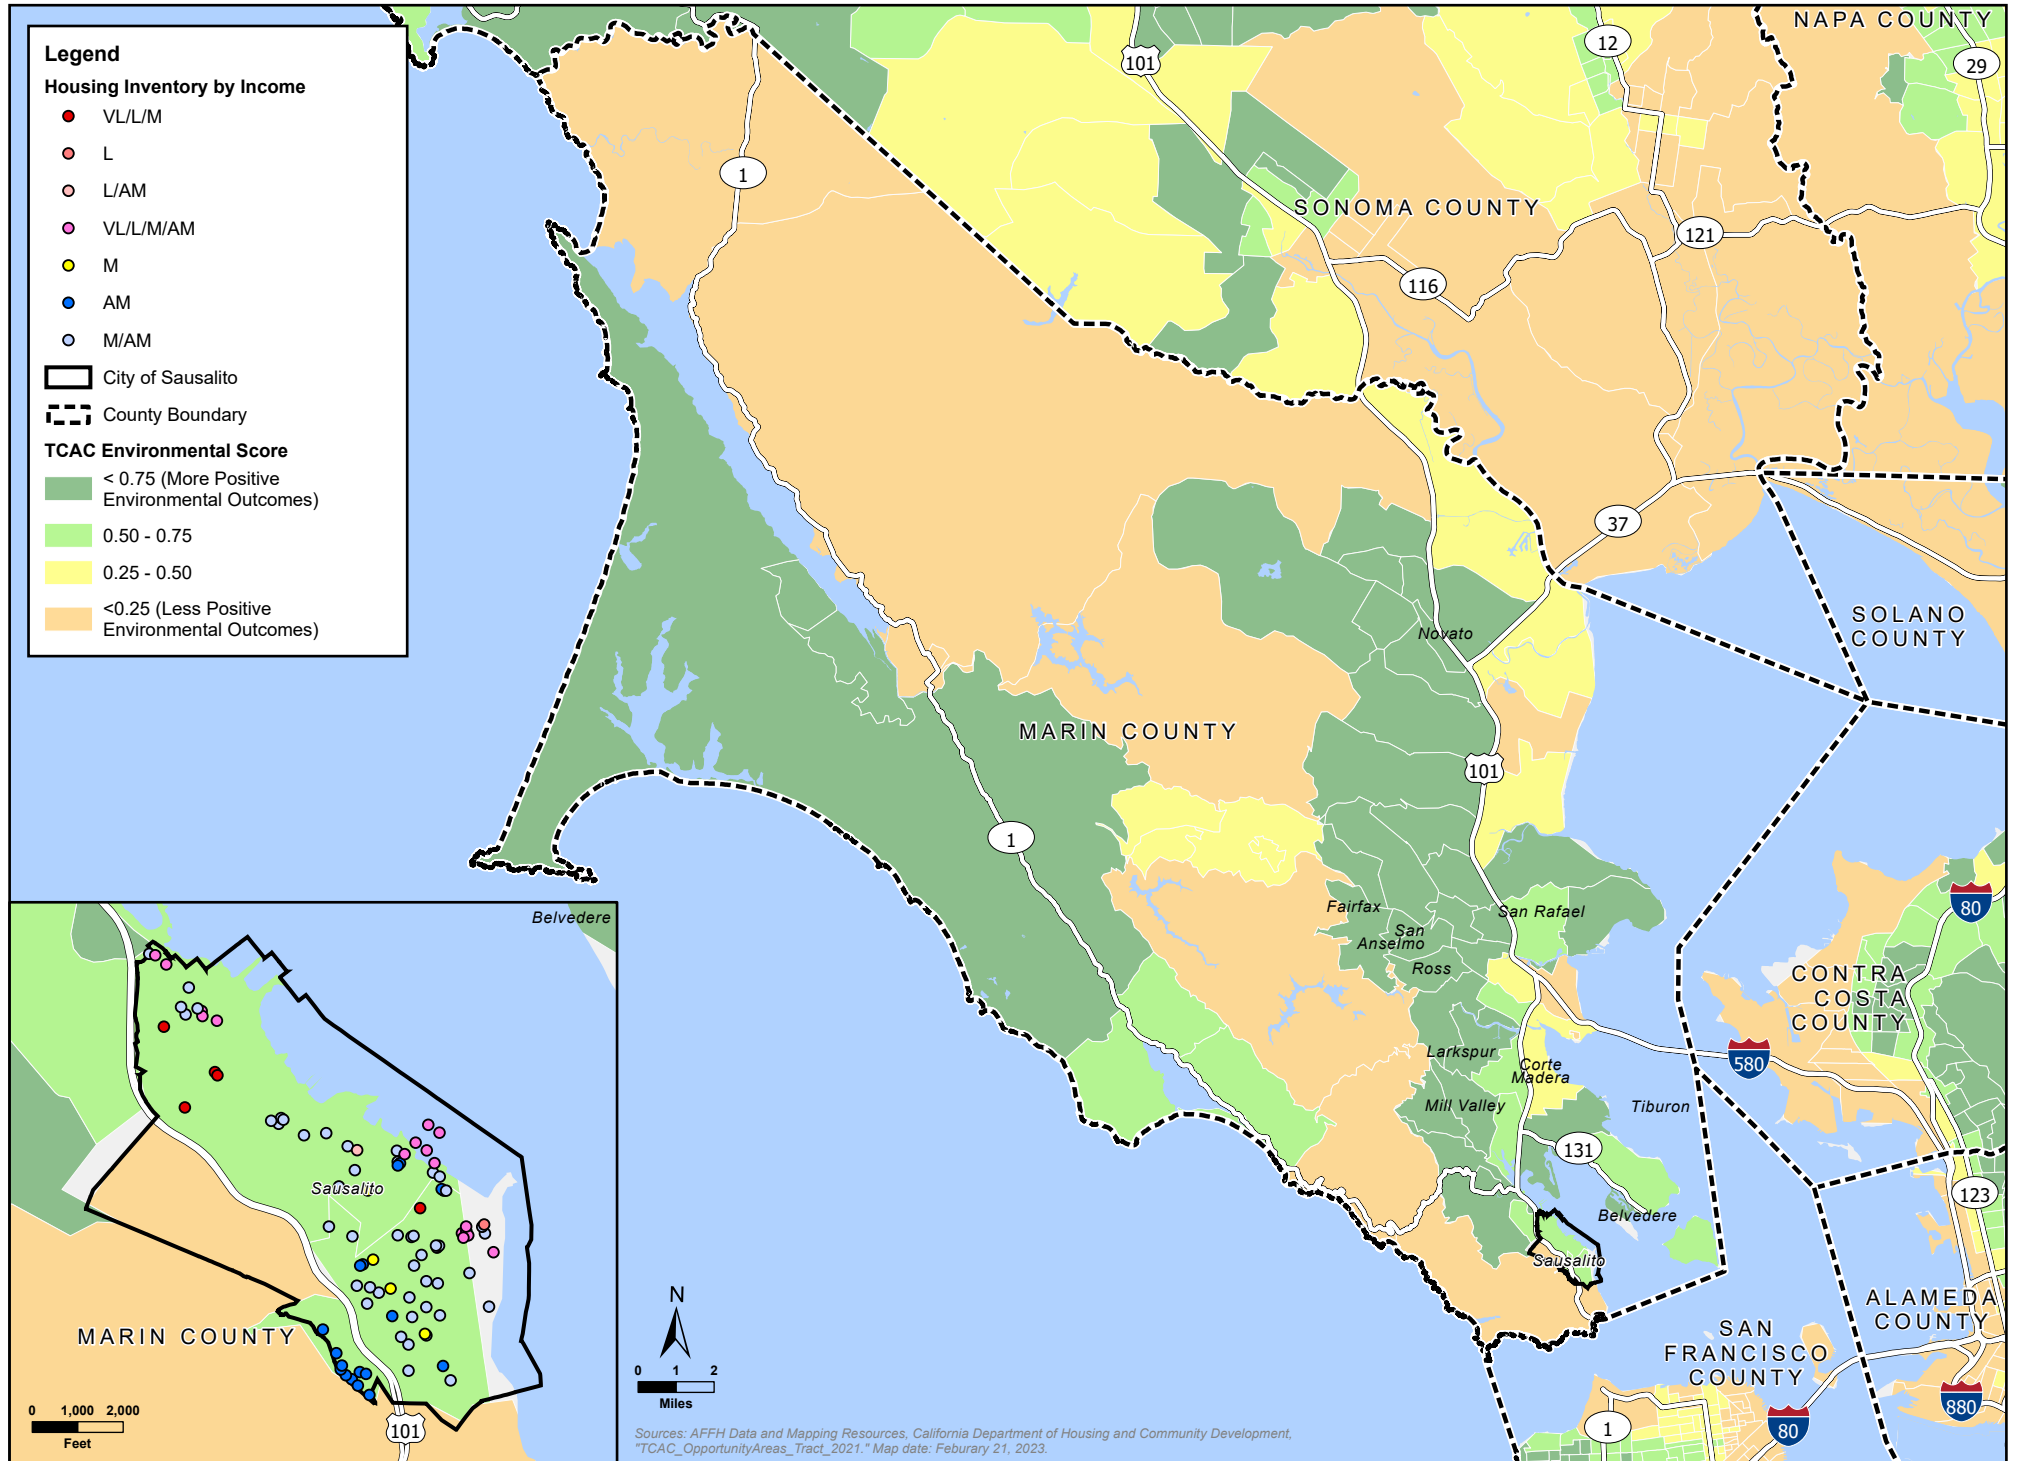 Legend
Housing Inventory by Income
VL/L/M
L
L/AM
VL/L/M/AM
M
AM
M/AM
City of Sausalito
County Boundary
TCAC Environmental Score
< 0.75 (More Positive
Environmental Outcomes)
0.50 - 0.75
0.25 - 0.50
<0.25 (Less Positive
Environmental Outcomes)
NAPA COUNTY
12
29
101
1
SONOMA COUNTY
121
116
37
SOLANO
COUNTY
Novato
MARIN COUNTY
101
1
80
Fairfax
San Rafael
San
Anselmo
Ross
CONTRA
COSTA
COUNTY
Larkspur
Corte
Madera
580
Mill Valley
Tiburon
131
123
Belvedere
Sausalito
ALAMEDA
COUNTY
SAN
FRANCISCO
COUNTY
1
80
880
Belvedere
Sausalito
MARIN COUNTY
101
0 1,000 2,000
Feet
N
0 1 2
Miles
Sources: AFFH Data and Mapping Resources, California Department of Housing and Community Development,
"TCAC_OpportunityAreas_Tract_2021." Map date: Feburary 21, 2023.